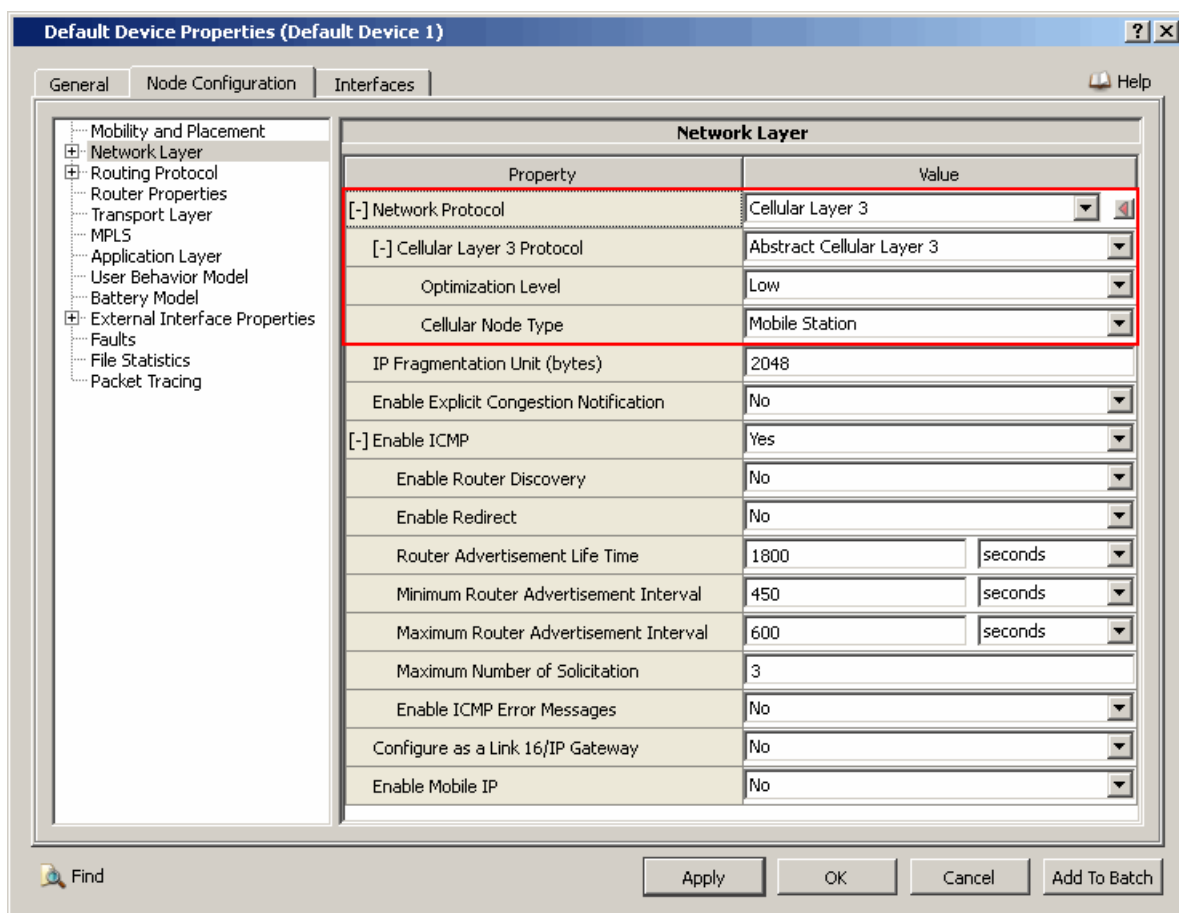 Default Device Properties (Default Device 1)
? X
General Node Configuration Interfaces Help
Mobility and Placement
Network Layer
Routing Protocol
Router Properties
Transport Layer
MPLS
Application Layer
User Behavior Model
Battery Model
External Interface Properties
Faults
File Statistics
Packet Tracing
Network Layer
Property Value
[-] Network Protocol Cellular Layer 3
[-] Cellular Layer 3 Protocol Abstract Cellular Layer 3
Optimization Level Low
Cellular Node Type Mobile Station
IP Fragmentation Unit (bytes) 2048
Enable Explicit Congestion Notification No
[-] Enable ICMP Yes
Enable Router Discovery No
Enable Redirect No
Router Advertisement Life Time 1800 seconds
Minimum Router Advertisement Interval 450 seconds
Maximum Router Advertisement Interval 600 seconds
Maximum Number of Solicitation 3
Enable ICMP Error Messages No
Configure as a Link 16/IP Gateway No
Enable Mobile IP No
Find Apply OK Cancel Add To Batch